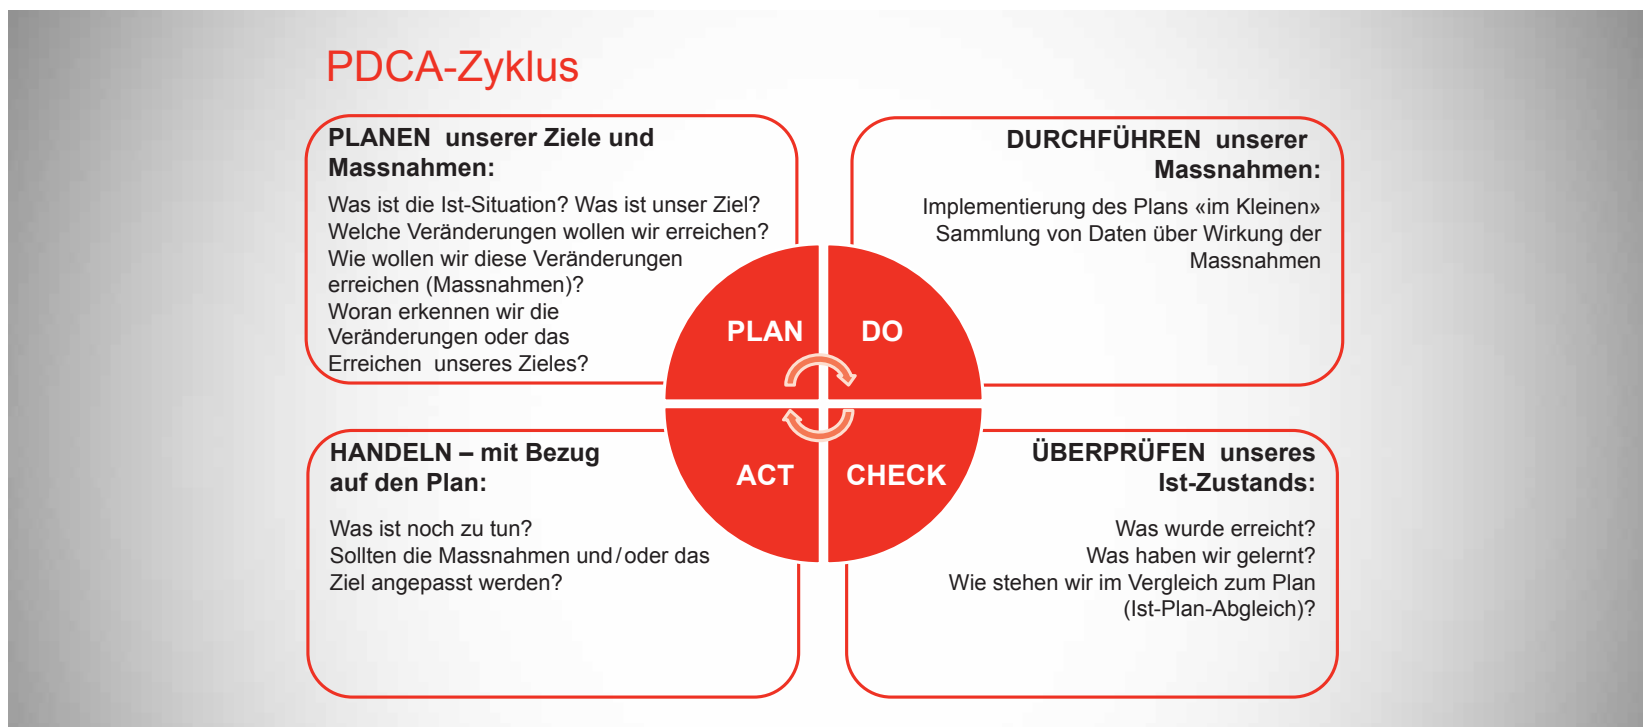 PDCA-Zyklus
PLANEN unserer Ziele und
Massnahmen:
Was ist die Ist-Situation? Was ist unser Ziel?
Welche Veränderungen wollen wir erreichen?
Wie wollen wir diese Veränderungen
erreichen (Massnahmen)?
Woran erkennen wir die
Veränderungen oder das
Erreichen unseres Zieles?
DURCHFÜHREN unserer
Massnahmen:
Implementierung des Plans «im Kleinen»
Sammlung von Daten über Wirkung der
Massnahmen
PLAN
DO
ACT
CHECK
HANDELN – mit Bezug
auf den Plan:
Was ist noch zu tun?
Sollten die Massnahmen und/oder das
Ziel angepasst werden?
ÜBERPRÜFEN unseres
Ist-Zustands:
Was wurde erreicht?
Was haben wir gelernt?
Wie stehen wir im Vergleich zum Plan
(Ist-Plan-Abgleich)?